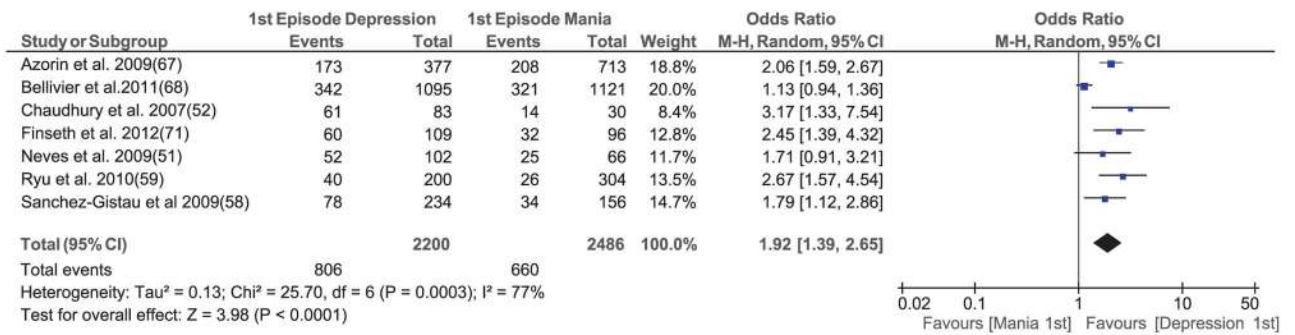 1st Episode Depression 1st Episode Mania Odds Ratio Odds Ratio
Study or Subgroup Events Total Events Total Weight M-H, Random, 95% CI M-H, Random, 95% CI
Azorin et al. 2009(67) 173 377 208 713 18.8% 2.06 [1.59, 2.67]
Bellivier et al.2011(68) 342 1095 321 1121 20.0% 1.13 [0.94, 1.36]
Chaudhury et al. 2007(52) 61 83 14 30 8.4% 3.17 [1.33, 7.54]
Finseth et al. 2012(71) 60 109 32 96 12.8% 2.45 [1.39, 4.32]
Neves et al. 2009(51) 52 102 25 66 11.7% 1.71 [0.91, 3.21]
Ryu et al. 2010(59) 40 200 26 304 13.5% 2.67 [1.57, 4.54]
Sanchez-Gistau et al 2009(58) 78 234 34 156 14.7% 1.79 [1.12, 2.86]
Total (95% CI) 2200 2486 100.0% 1.92 [1.39, 2.65]
Total events 806 660
Heterogeneity: Tau² = 0.13; Chi² = 25.70, df = 6 (P = 0.0003); I² = 77%
Test for overall effect: Z = 3.98 (P < 0.0001)
0.02 0.1 1 10 50
Favours [Mania 1st] Favours [Depression 1st]